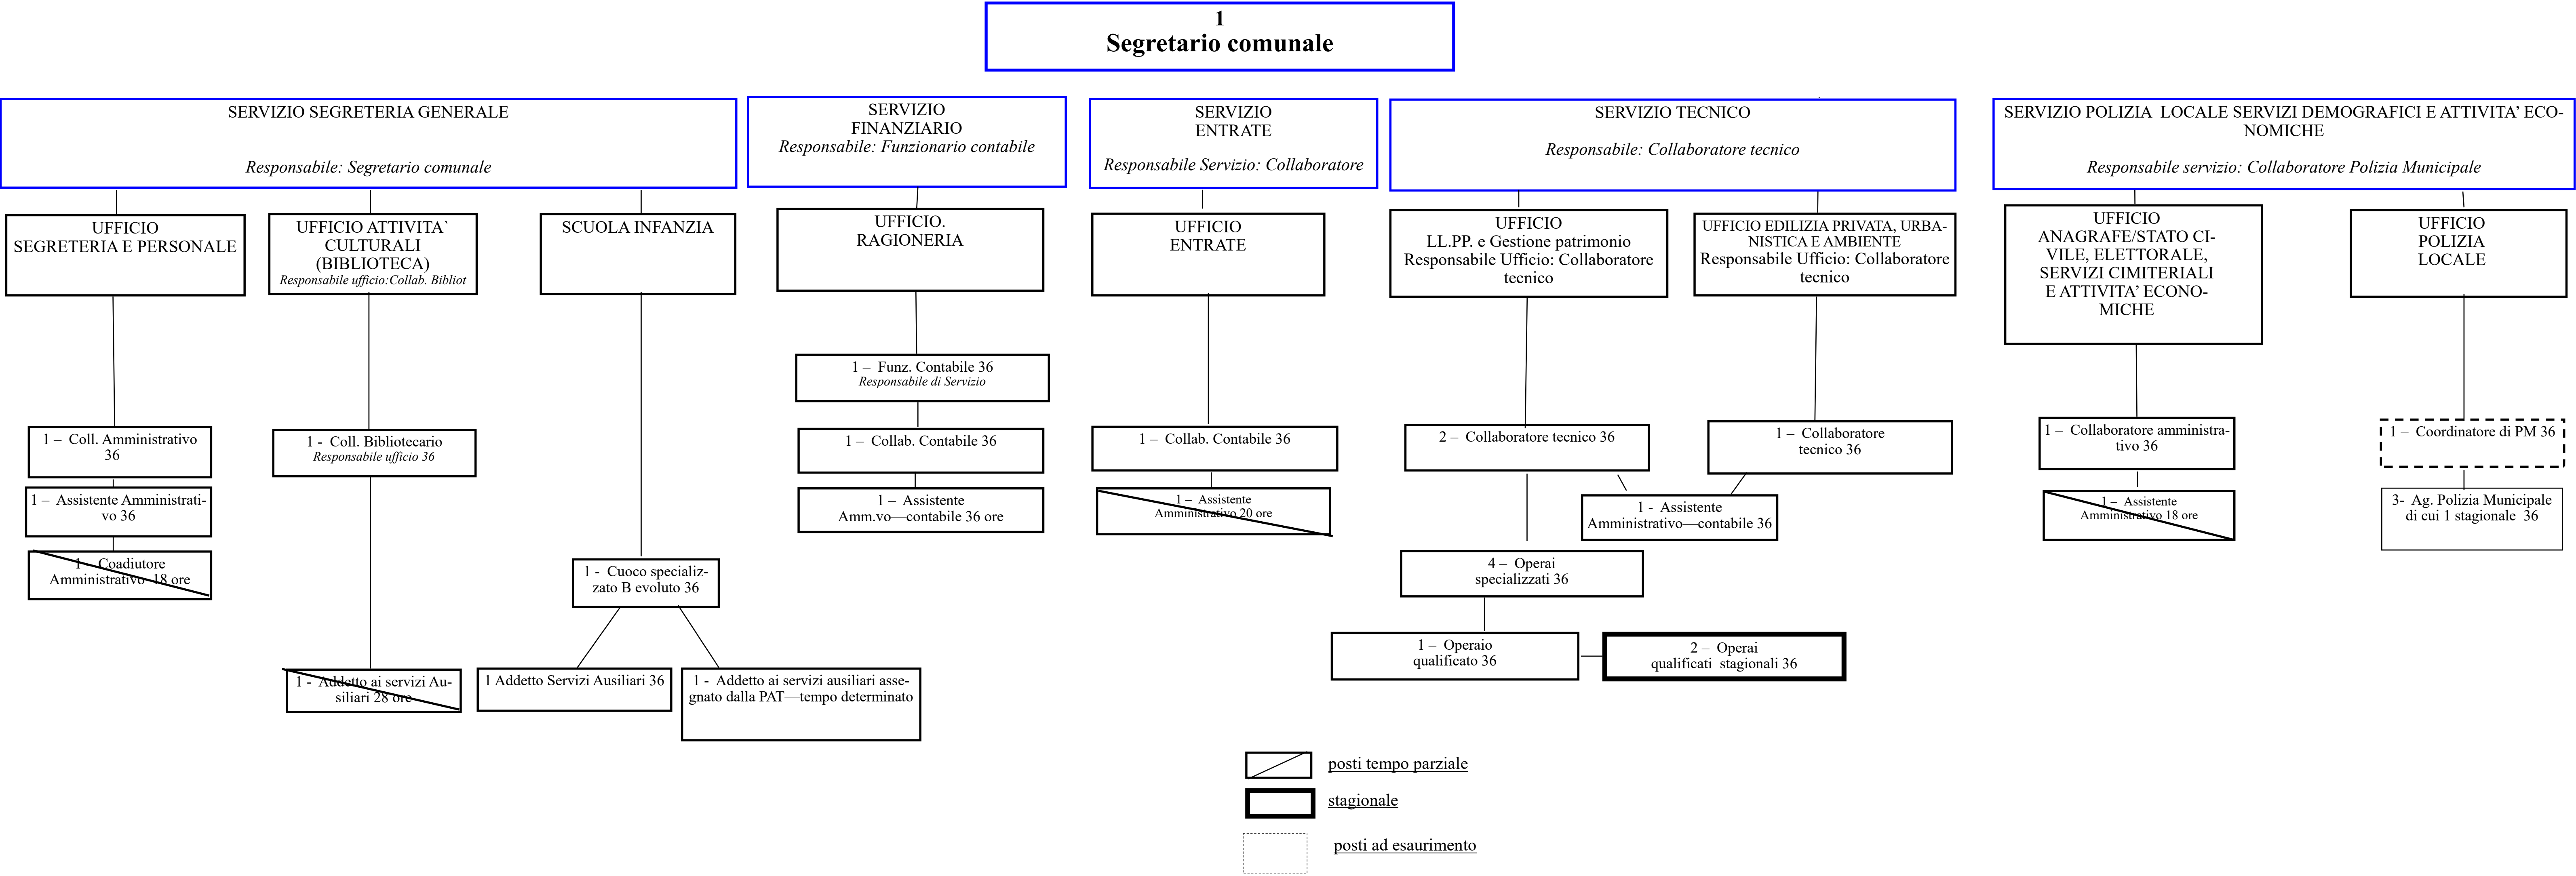 1
Segretario comunale
SERVIZIO SEGRETERIA GENERALE
Responsabile: Segretario comunale
SERVIZIO
FINANZIARIO
Responsabile: Funzionario contabile
SERVIZIO
ENTRATE
Responsabile Servizio: Collaboratore
SERVIZIO TECNICO
Responsabile: Collaboratore tecnico
SERVIZIO POLIZIA  LOCALE SERVIZI DEMOGRAFICI E ATTIVITA' ECO-
NOMICHE
Responsabile servizio: Collaboratore Polizia Municipale
UFFICIO
SEGRETERIA E PERSONALE
UFFICIO ATTIVITA`
CULTURALI
(BIBLIOTECA)
Responsabile ufficio:Collab. Bibliot
SCUOLA INFANZIA
UFFICIO.
RAGIONERIA
UFFICIO
ENTRATE
UFFICIO
LL.PP. e Gestione patrimonio
Responsabile Ufficio: Collaboratore
tecnico
UFFICIO EDILIZIA PRIVATA, URBA-
NISTICA E AMBIENTE
Responsabile Ufficio: Collaboratore
tecnico
UFFICIO
ANAGRAFE/STATO CI-
VILE, ELETTORALE,
SERVIZI CIMITERIALI
E ATTIVITA' ECONO-
MICHE
UFFICIO
POLIZIA
LOCALE
1 –  Coll. Amministrativo
36
1 –  Assistente Amministrati-
vo 36
1 –  Coadiutore
Amministrativo  18 ore
1 -  Coll. Bibliotecario
Responsabile ufficio 36
1 -  Addetto ai servizi Au-
siliari 28 ore
1 -  Cuoco specializ-
zato B evoluto 36
1 Addetto Servizi Ausiliari 36
1 -  Addetto ai servizi ausiliari asse-
gnato dalla PAT—tempo determinato
1 –  Funz. Contabile 36
Responsabile di Servizio
1 –  Collab. Contabile 36
1 –  Assistente
Amm.vo—contabile 36 ore
1 –  Collab. Contabile 36
1 –  Assistente
Amministrativo 20 ore
2 –  Collaboratore tecnico 36
1 –  Collaboratore
tecnico 36
1 -  Assistente
Amministrativo—contabile 36
4 –  Operai
specializzati 36
1 –  Operaio
qualificato 36
2 –  Operai
qualificati  stagionali 36
1 –  Collaboratore amministra-
tivo 36
1 –  Assistente
Amministrativo 18 ore
1 –  Coordinatore di PM 36
3-  Ag. Polizia Municipale
di cui 1 stagionale  36
posti tempo parziale
stagionale
posti ad esaurimento